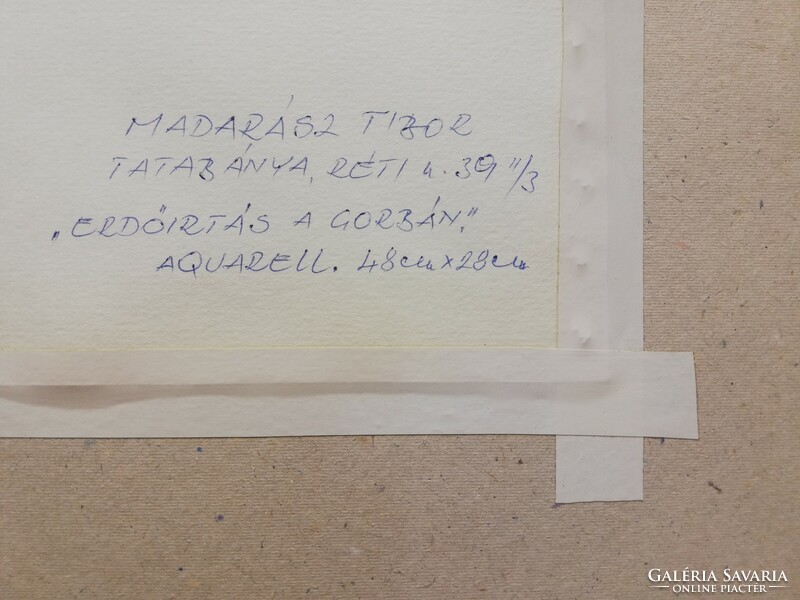 MADARÁSZ TIBOR
TATABÁNYA, RÉTI u. 39 II/3
„ERDŐIRTÁS A GORBÁN."
AQUARELL. 48cm x 28cm
GALÉRIA SAVARIA
ONLINE PIACTÉR